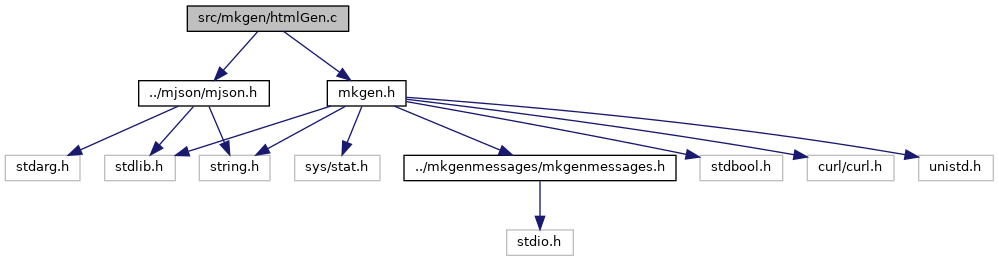 src/mkgen/htmlGen.c
../mjson/mjson.h
mkgen.h
stdarg.h
stdlib.h
string.h
sys/stat.h
../mkgenmessages/mkgenmessages.h
stdbool.h
curl/curl.h
unistd.h
stdio.h